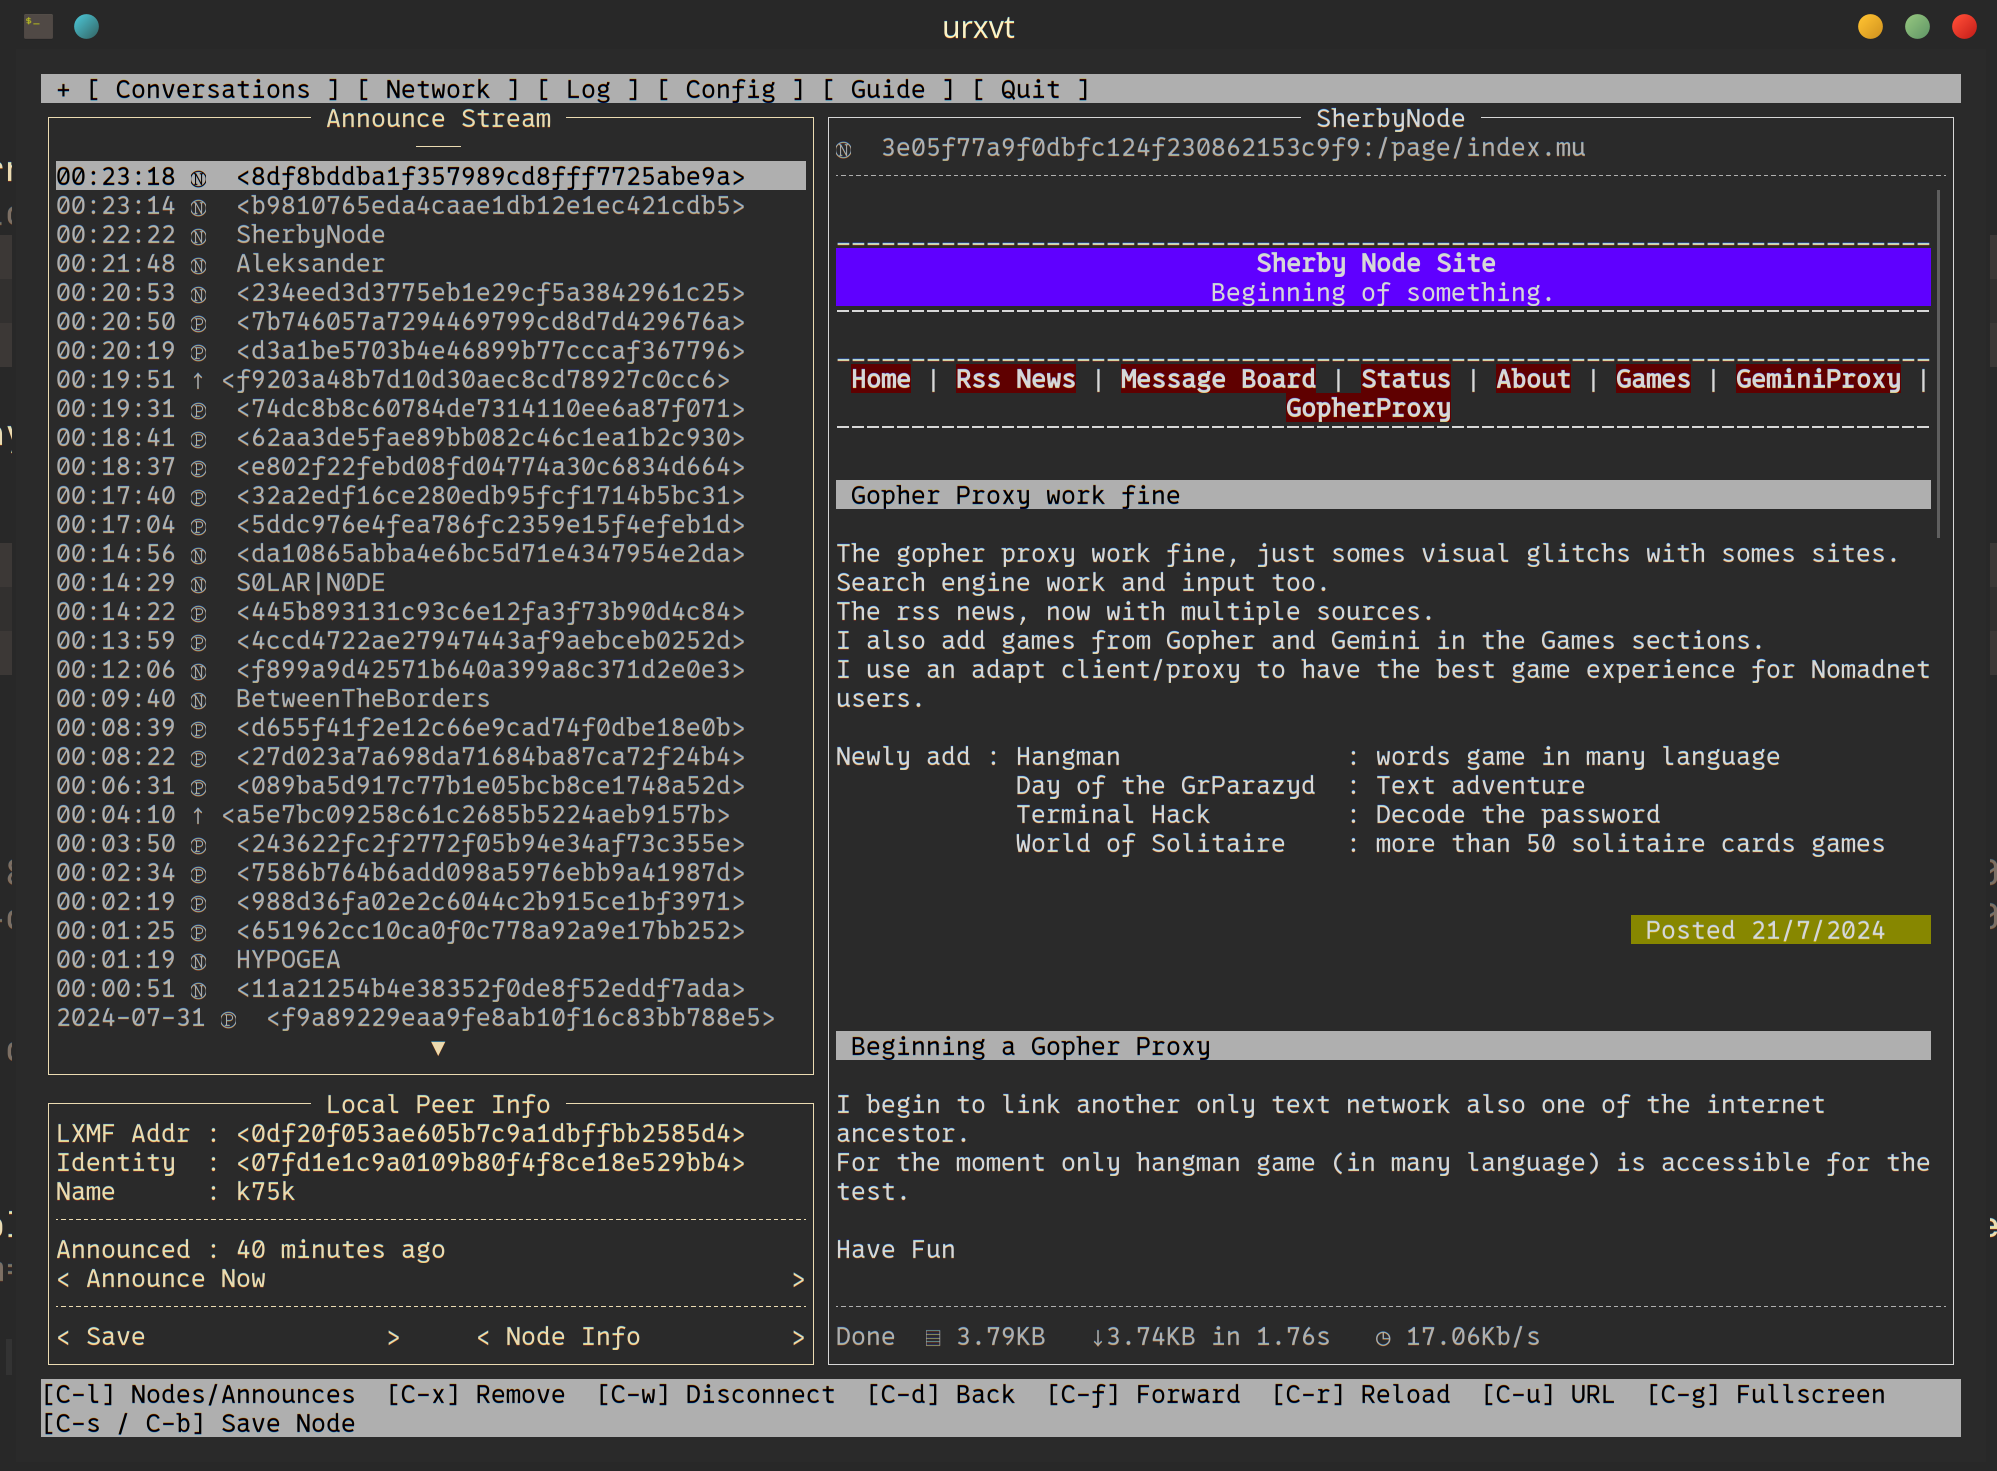 urxvt
+ [ Conversations ] [ Network ] [ Log ] [ Config ] [ Guide ] [ Quit ]
Announce Stream
00:23:18 Ⓝ <8df8bddba1f357989cd8fff7725abe9a>
00:23:14 Ⓝ <b9810765eda4caae1db12e1ec421cdb5>
00:22:22 Ⓝ SherbyNode
00:21:48 Ⓝ Aleksander
00:20:53 Ⓝ <234eed3d3775eb1e29cf5a3842961c25>
00:20:50 Ⓟ <7b746057a7294469799cd8d7d429676a>
00:20:19 Ⓟ <d3a1be5703b4e46899b77cccaf367796>
00:19:51 ↑ <f9203a48b7d10d30aec8cd78927c0cc6>
00:19:31 Ⓟ <74dc8b8c60784de7314110ee6a87f071>
00:18:41 Ⓟ <62aa3de5fae89bb082c46c1ea1b2c930>
00:18:37 Ⓟ <e802f22febd08fd04774a30c6834d664>
00:17:40 Ⓟ <32a2edf16ce280edb95fcf1714b5bc31>
00:17:04 Ⓟ <5ddc976e4fea786fc2359e15f4efeb1d>
00:14:56 Ⓝ <da10865abba4e6bc5d71e4347954e2da>
00:14:29 Ⓝ S0LAR|N0DE
00:14:22 Ⓟ <445b893131c93c6e12fa3f73b90d4c84>
00:13:59 Ⓟ <4ccd4722ae27947443af9aebceb0252d>
00:12:06 Ⓝ <f899a9d42571b640a399a8c371d2e0e3>
00:09:40 Ⓝ BetweenTheBorders
00:08:39 Ⓟ <d655f41f2e12c66e9cad74f0dbe18e0b>
00:08:22 Ⓟ <27d023a7a698da71684ba87ca72f24b4>
00:06:31 Ⓟ <089ba5d917c77b1e05bcb8ce1748a52d>
00:04:10 ↑ <a5e7bc09258c61c2685b5224aeb9157b>
00:03:50 Ⓟ <243622fc2f2772f05b94e34af73c355e>
00:02:34 Ⓟ <7586b764b6add098a5976ebb9a41987d>
00:02:19 Ⓟ <988d36fa02e2c6044c2b915ce1bf3971>
00:01:25 Ⓟ <651962cc10ca0f0c778a92a9e17bb252>
00:01:19 Ⓝ HYPOGEA
00:00:51 Ⓝ <11a21254b4e38352f0de8f52eddf7ada>
2024-07-31 Ⓟ <f9a89229eaa9fe8ab10f16c83bb788e5>
▼
Local Peer Info
LXMF Addr : <0df20f053ae605b7c9a1dbffbb2585d4>
Identity : <07fd1e1c9a0109b80f4f8ce18e529bb4>
Name : k75k
Announced : 40 minutes ago
< Announce Now >
< Save > < Node Info >
SherbyNode
Ⓝ 3e05f77a9f0dbfc124f230862153c9f9:/page/index.mu
Sherby Node Site
Beginning of something.
Home | Rss News | Message Board | Status | About | Games | GeminiProxy |
GopherProxy
Gopher Proxy work fine
The gopher proxy work fine, just somes visual glitchs with somes sites.
Search engine work and input too.
The rss news, now with multiple sources.
I also add games from Gopher and Gemini in the Games sections.
I use an adapt client/proxy to have the best game experience for Nomadnet
users.
Newly add : Hangman : words game in many language
Day of the GrParazyd : Text adventure
Terminal Hack : Decode the password
World of Solitaire : more than 50 solitaire cards games
Posted 21/7/2024
Beginning a Gopher Proxy
I begin to link another only text network also one of the internet
ancestor.
For the moment only hangman game (in many language) is accessible for the
test.
Have Fun
Done 3.79KB ↓3.74KB in 1.76s 17.06Kb/s
[C-l] Nodes/Announces [C-x] Remove [C-w] Disconnect [C-d] Back [C-f] Forward [C-r] Reload [C-u] URL [C-g] Fullscreen
[C-s / C-b] Save Node